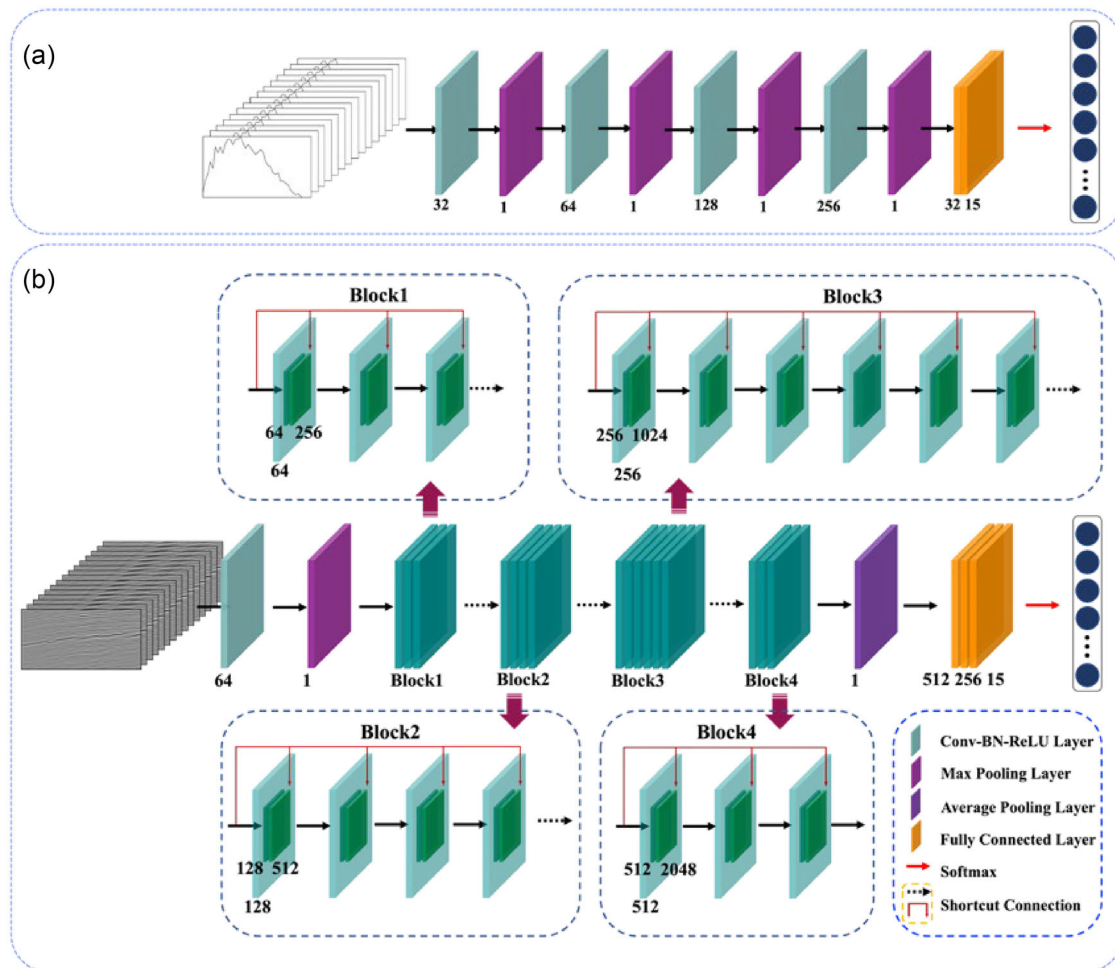 (a)
32 1 64 1 128 1 256 1 32 15
(b)
Block1
64 256
64
Block3
256 1024
256
64 1 Block1 Block2 Block3 Block4 1 512 256 15
Block2
128 512
128
Block4
512 2048
512
Conv-BN-ReLU Layer
Max Pooling Layer
Average Pooling Layer
Fully Connected Layer
Softmax
Shortcut Connection